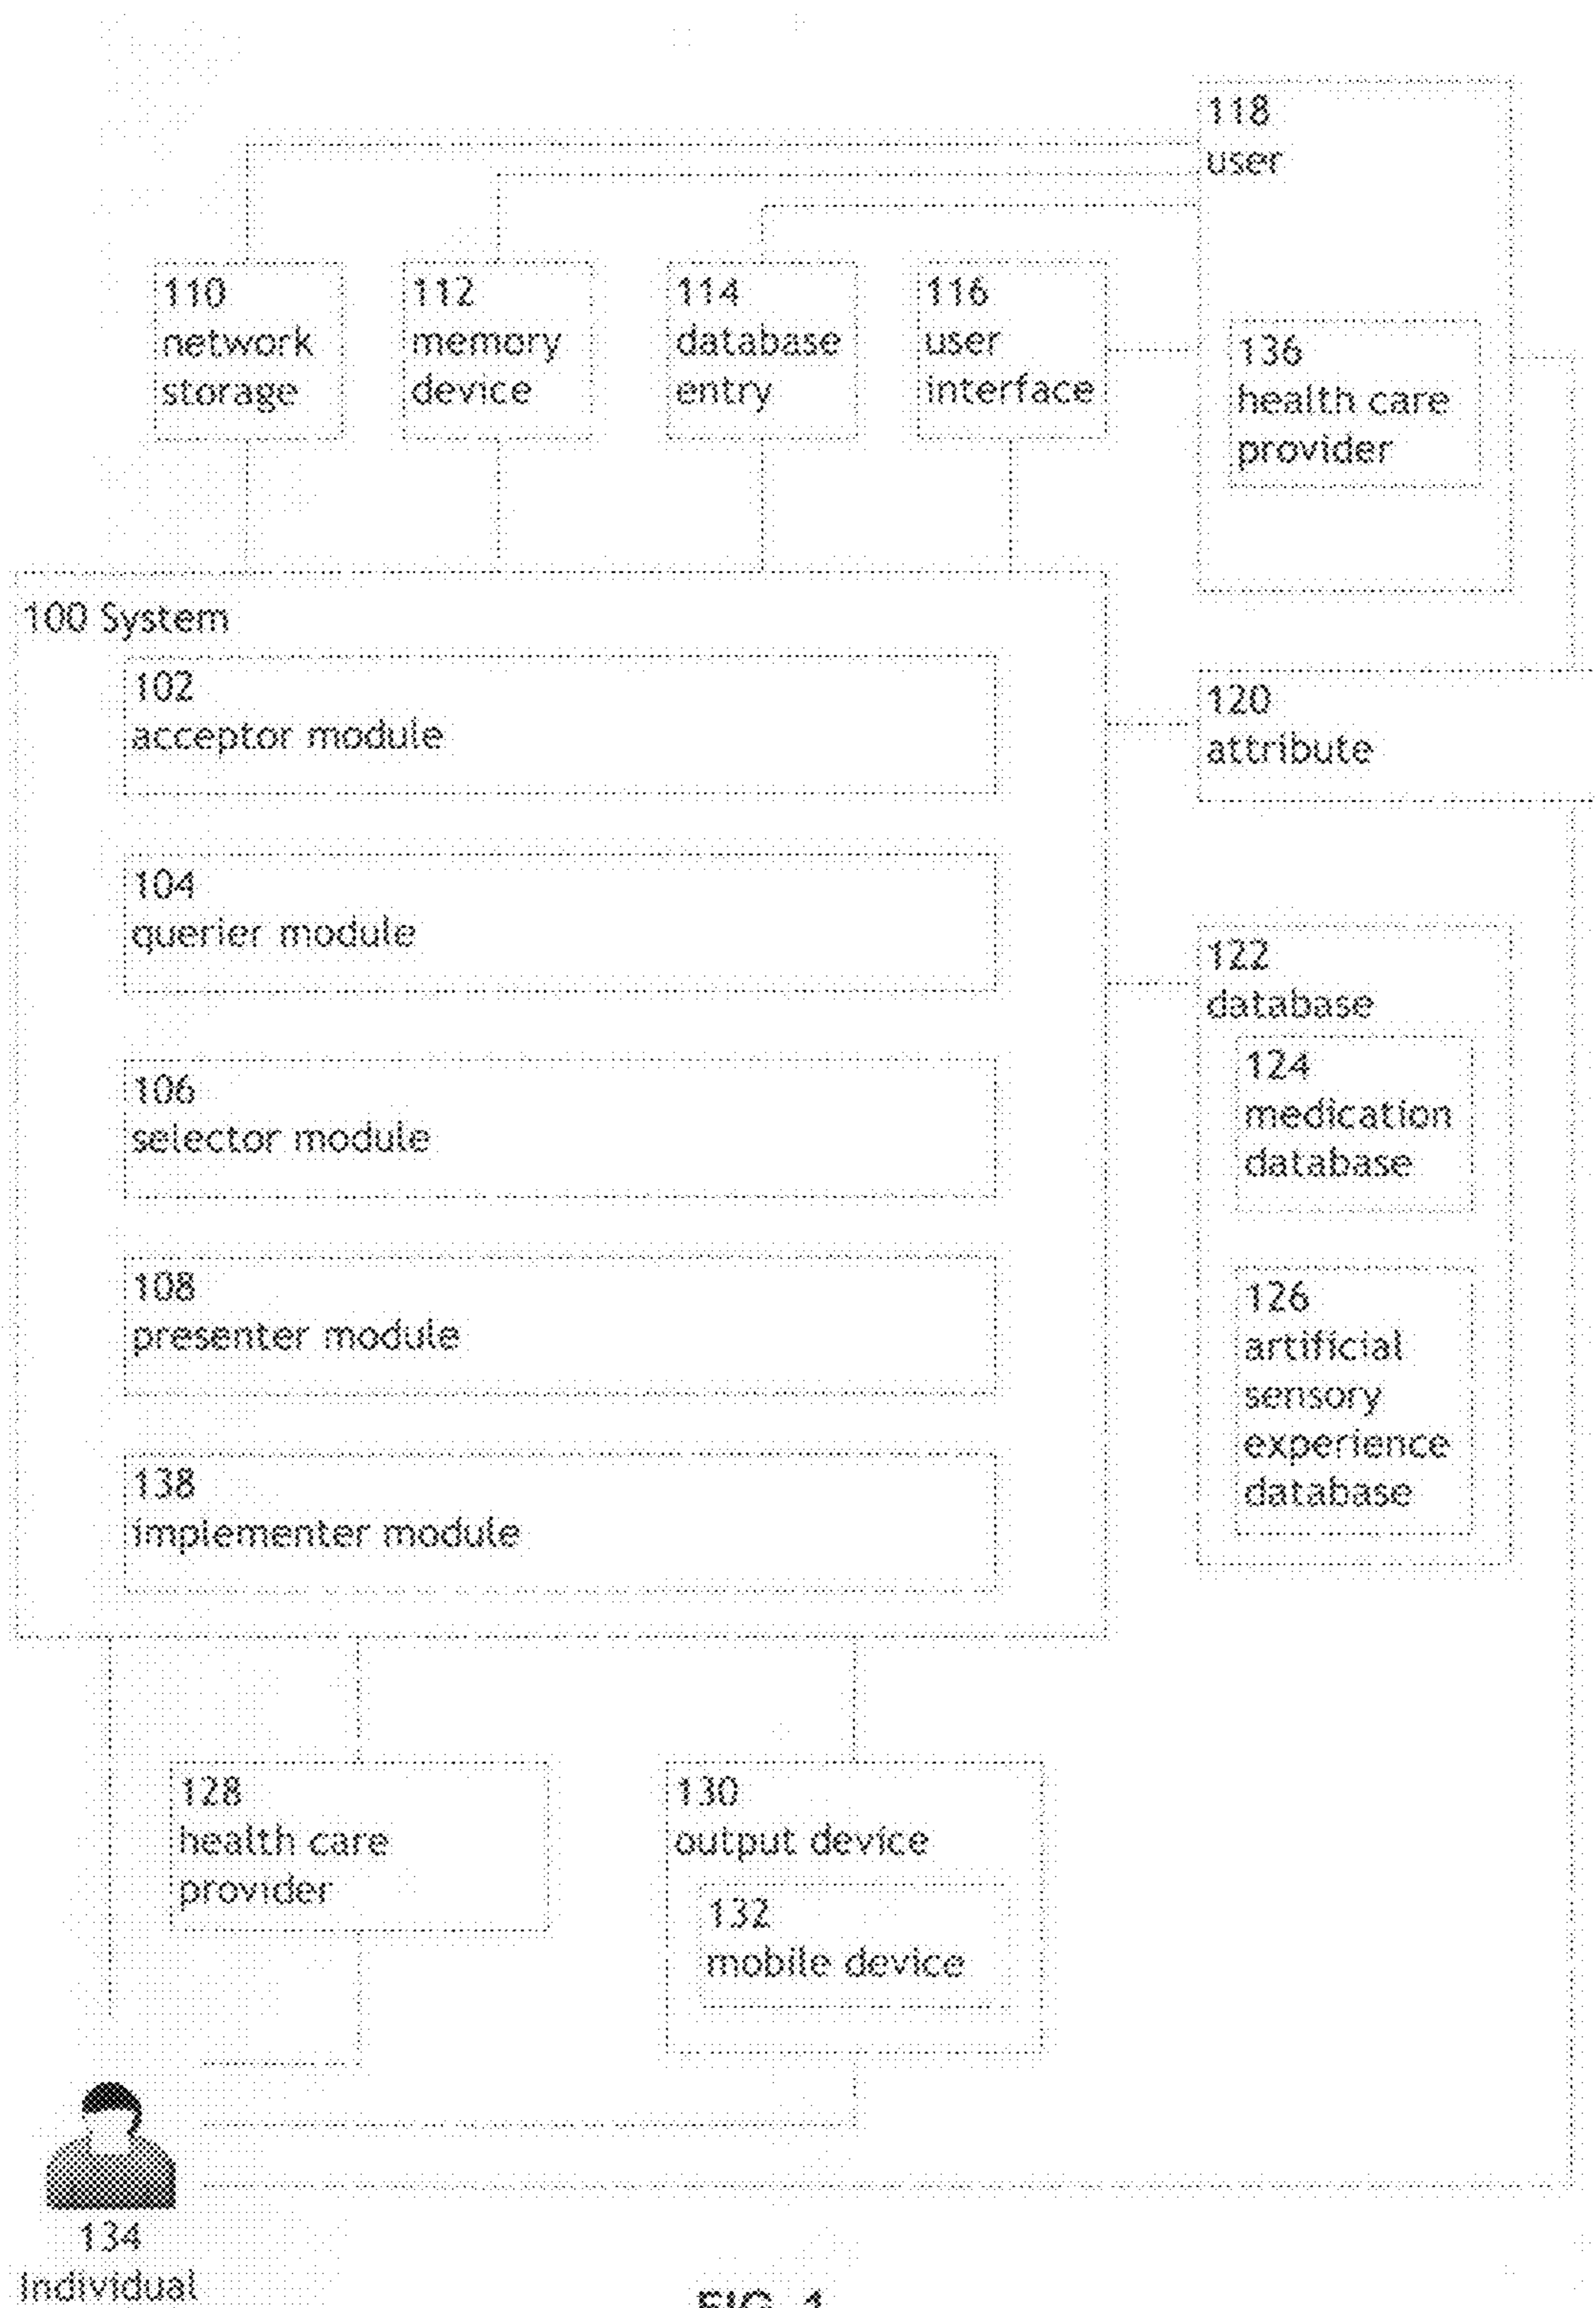 118
user
110
network
storage
112
memory
device
114
database
entry
116
user
interface
136
health care
provider
100 System
102
acceptor module
104
querier module
106
selector module
108
presenter module
138
implementer module
120
attribute
122
database
124
medication
database
126
artificial
sensory
experience
database
128
health care
provider
130
output device
132
mobile device
134
Individual
FIG. 1